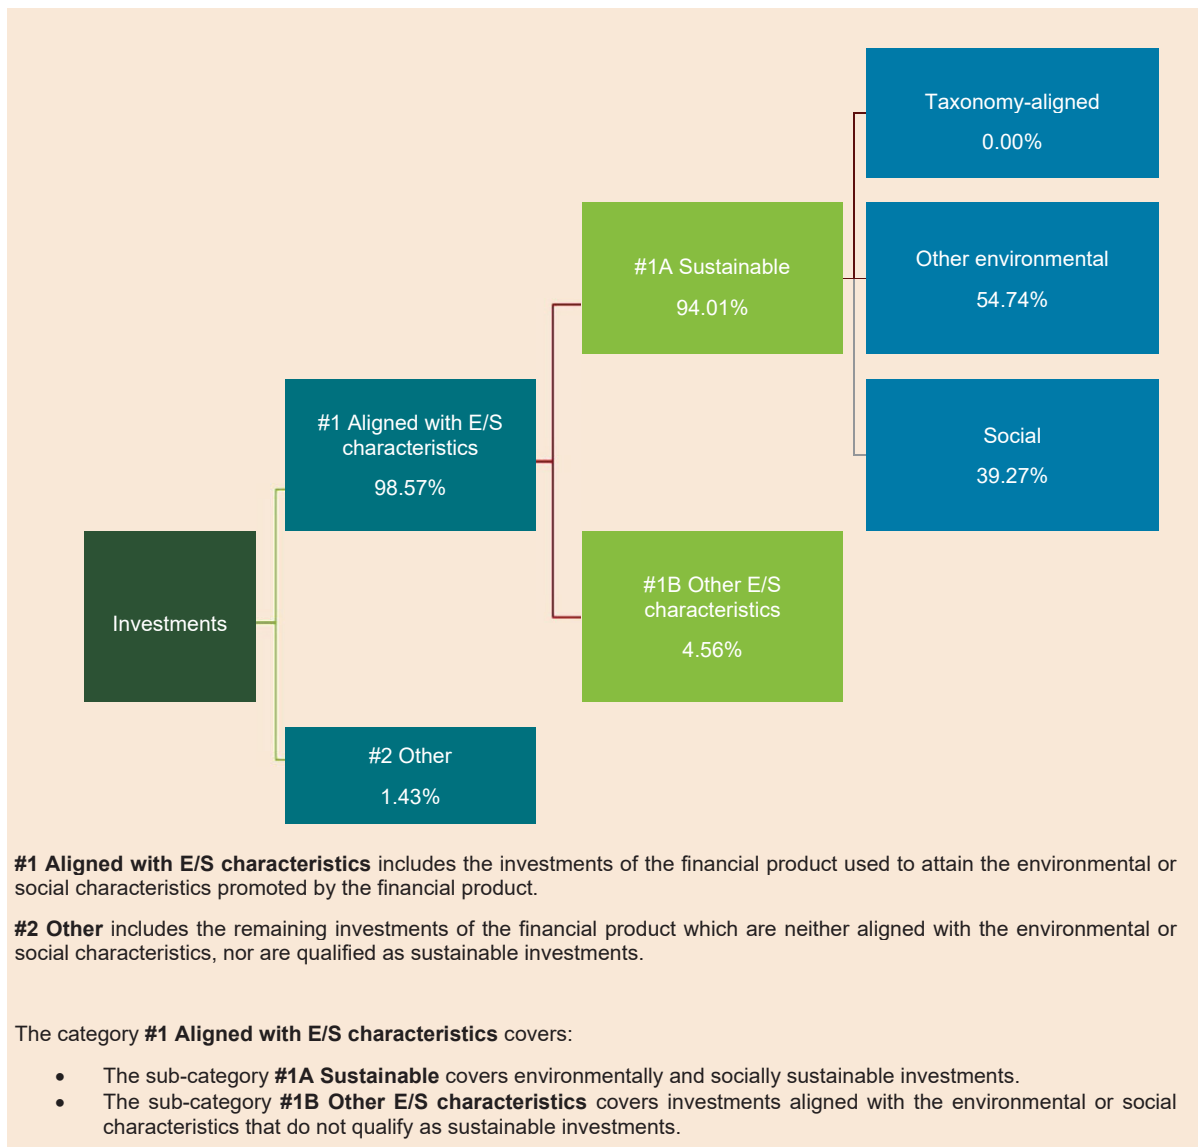 Taxonomy-aligned
0.00%
#1A Sustainable
94.01%
Other environmental
54.74%
#1 Aligned with E/S
characteristics
98.57%
Social
39.27%
Investments
#1B Other E/S
characteristics
4.56%
#2 Other
1.43%
#1 Aligned with E/S characteristics includes the investments of the financial product used to attain the environmental or
social characteristics promoted by the financial product.
#2 Other includes the remaining investments of the financial product which are neither aligned with the environmental or
social characteristics, nor are qualified as sustainable investments.
The category #1 Aligned with E/S characteristics covers:
• The sub-category #1A Sustainable covers environmentally and socially sustainable investments.
• The sub-category #1B Other E/S characteristics covers investments aligned with the environmental or social
characteristics that do not qualify as sustainable investments.